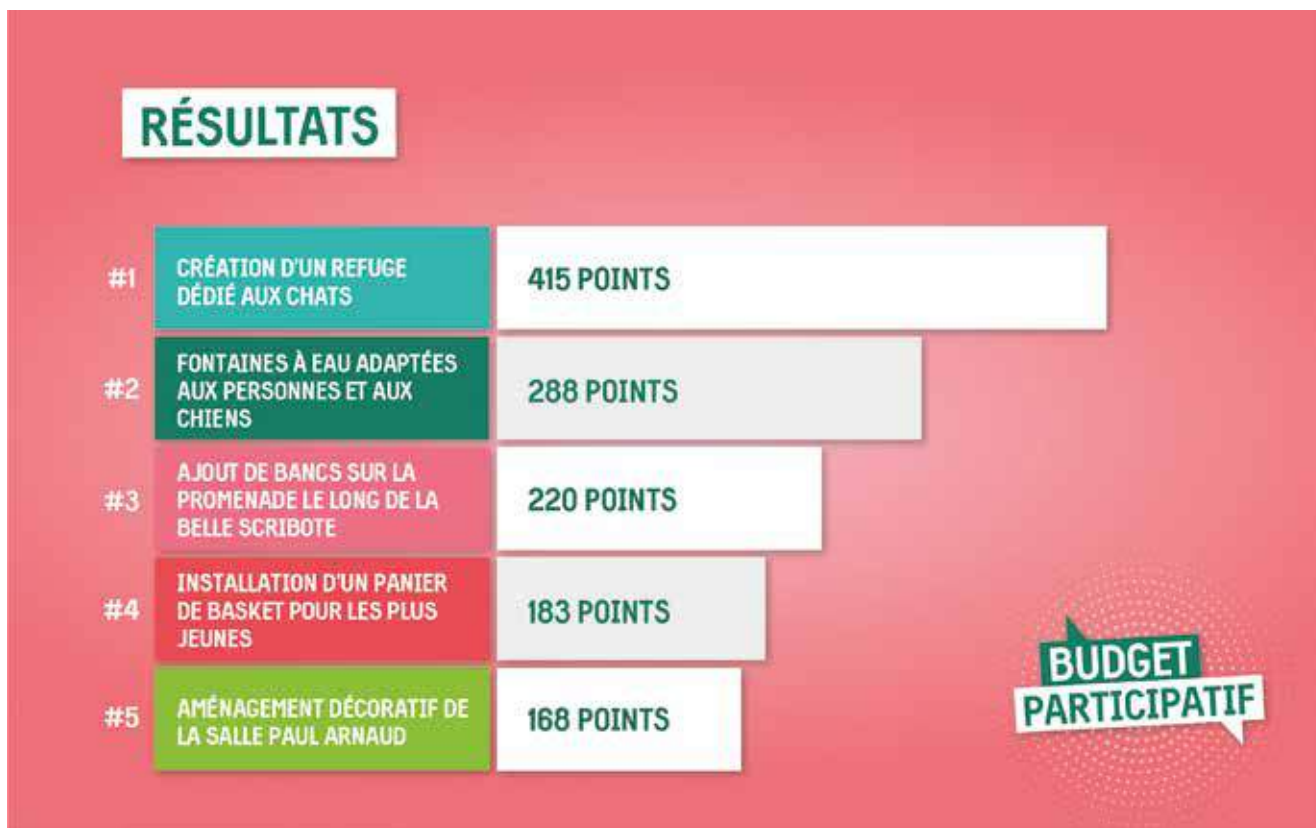 RÉSULTATS
#1
CRÉATION D'UN REFUGE
DÉDIÉ AUX CHATS
415 POINTS
#2
FONTAINES À EAU ADAPTÉES
AUX PERSONNES ET AUX
CHIENS
288 POINTS
#3
AJOUT DE BANCS SUR LA
PROMENADE LE LONG DE LA
BELLE SCRIBOTE
220 POINTS
#4
INSTALLATION D'UN PANIER
DE BASKET POUR LES PLUS
JEUNES
183 POINTS
#5
AMÉNAGEMENT DÉCORATIF DE
LA SALLE PAUL ARNAUD
168 POINTS
BUDGET
PARTICIPATIF